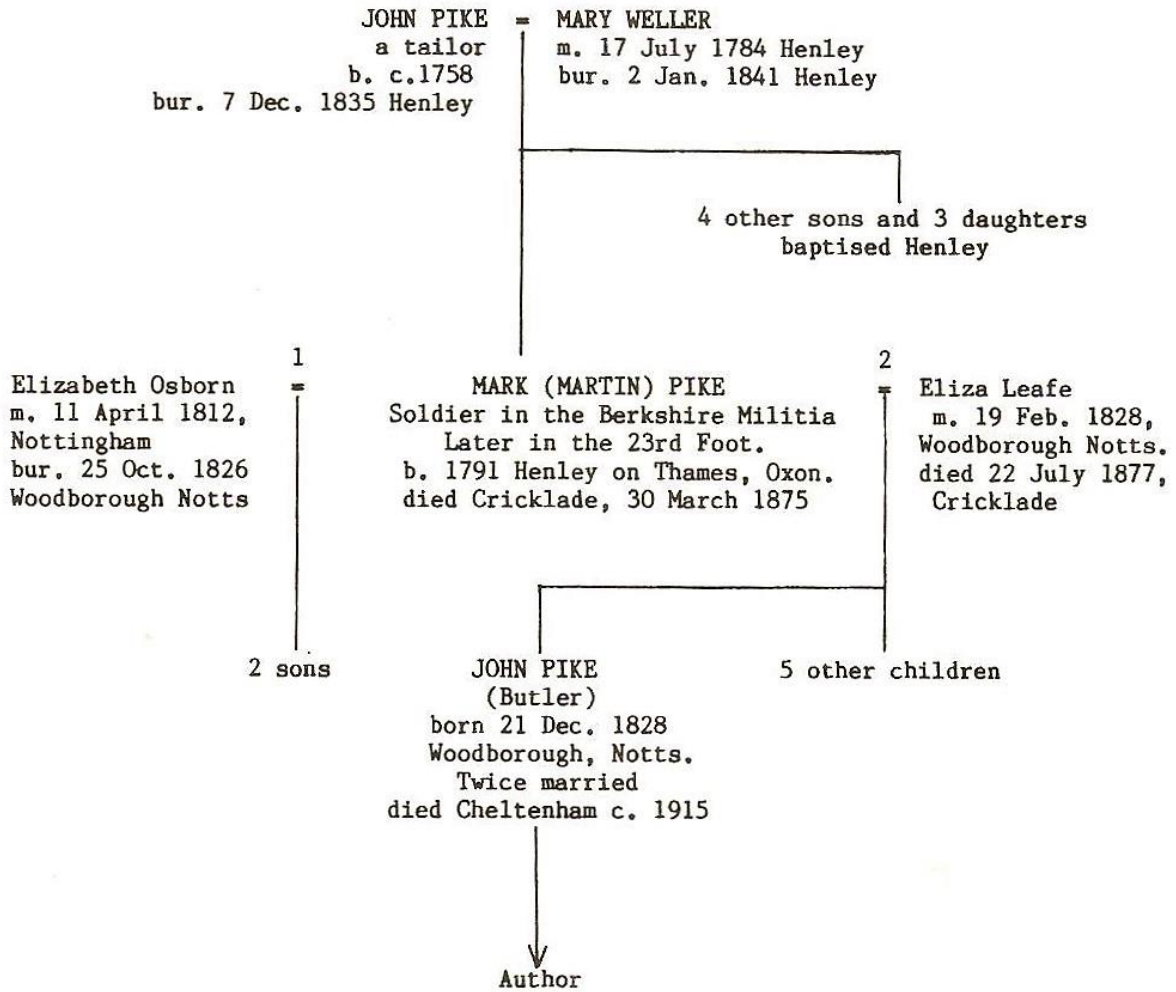 JOHN PIKE = MARY WELLER
a tailor
b. c.1758
bur. 7 Dec. 1835 Henley
m. 17 July 1784 Henley
bur. 2 Jan. 1841 Henley
4 other sons and 3 daughters
baptised Henley
1
=
Elizabeth Osborn
m. 11 April 1812,
Nottingham
bur. 25 Oct. 1826
Woodborough Notts
MARK (MARTIN) PIKE
Soldier in the Berkshire Militia
Later in the 23rd Foot.
b. 1791 Henley on Thames, Oxon.
died Cricklade, 30 March 1875
2
=
Eliza Leafe
m. 19 Feb. 1828,
Woodborough Notts.
died 22 July 1877,
Cricklade
2 sons
JOHN PIKE
(Butler)
born 21 Dec. 1828
Woodborough, Notts.
Twice married
died Cheltenham c. 1915
5 other children
Author